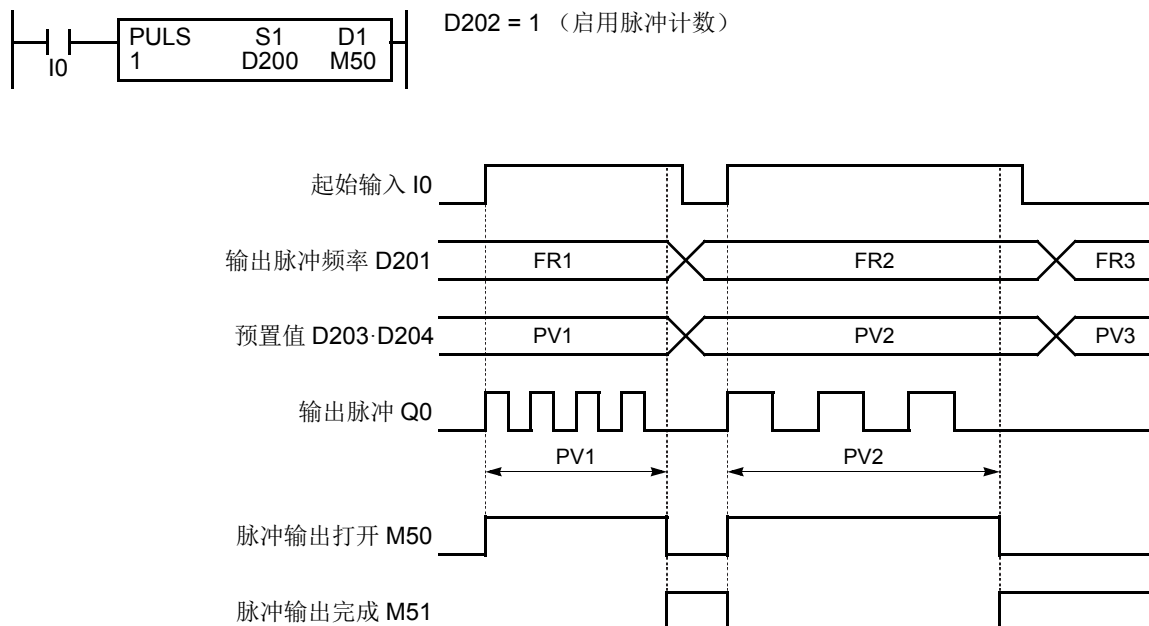 PULS S1 D1 D202 = 1 （启用脉冲计数）
I0 1 D200 M50
起始输入 I0
输出脉冲频率 D201 FR1 FR2 FR3
预置值 D203·D204 PV1 PV2 PV3
输出脉冲 Q0
PV1 PV2
脉冲输出打开 M50
脉冲输出完成 M51